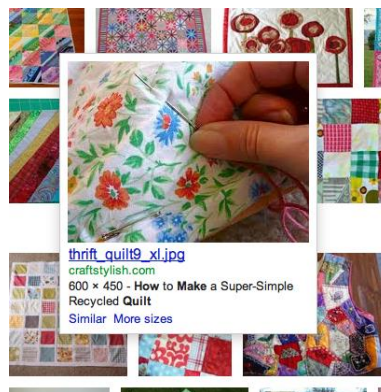 thrift_quilt9_xl.jpg
craftstylish.com
600 × 450 - How to Make a Super-Simple
Recycled Quilt
Similar More sizes